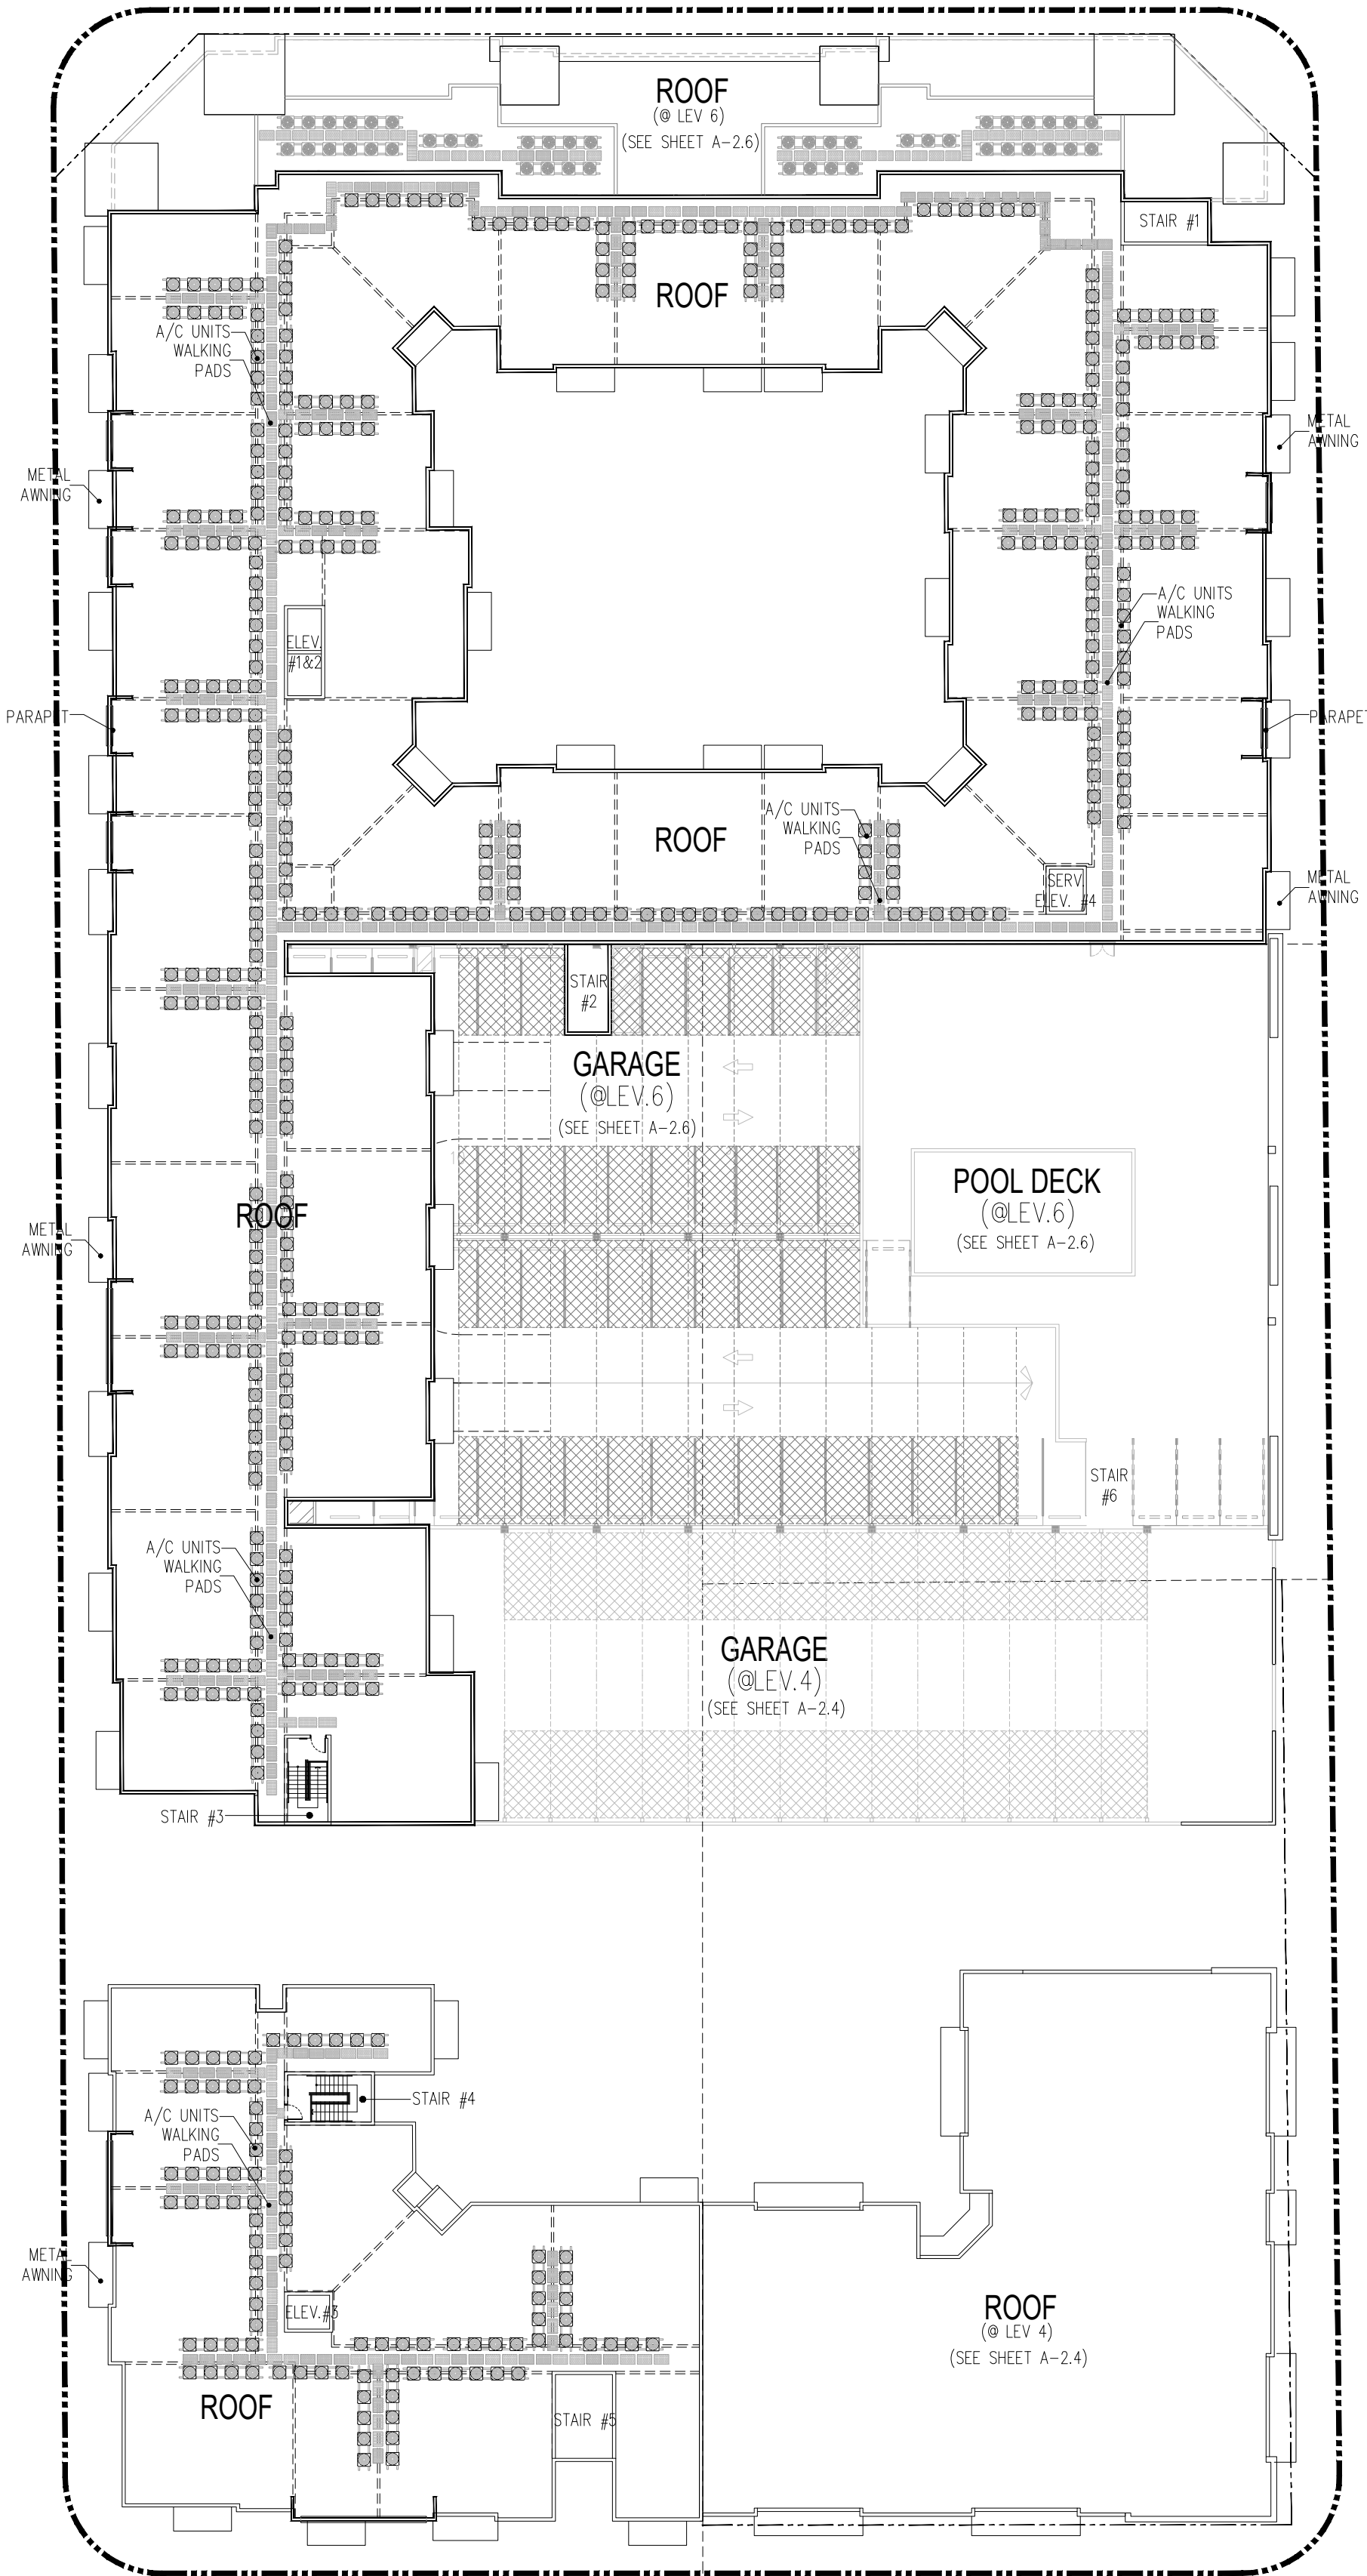 ROOF
(@ LEV 6)
(SEE SHEET A-2.6)
STAIR #1
ROOF
A/C UNITS
WALKING
PADS
METAL
AWNING
METAL
AWNING
A/C UNITS
WALKING
PADS
ELEV.
#1&2
PARAPET
PARAPET
A/C UNITS
WALKING
PADS
ROOF
SERV.
ELEV. #4
METAL
AWNING
STAIR
#2
GARAGE
(@LEV.6)
(SEE SHEET A-2.6)
POOL DECK
(@LEV.6)
(SEE SHEET A-2.6)
ROOF
METAL
AWNING
STAIR
#6
A/C UNITS
WALKING
PADS
GARAGE
(@LEV.4)
(SEE SHEET A-2.4)
STAIR #3
STAIR #4
A/C UNITS
WALKING
PADS
METAL
AWNING
ELEV.#3
ROOF
(@ LEV 4)
(SEE SHEET A-2.4)
ROOF
STAIR #5